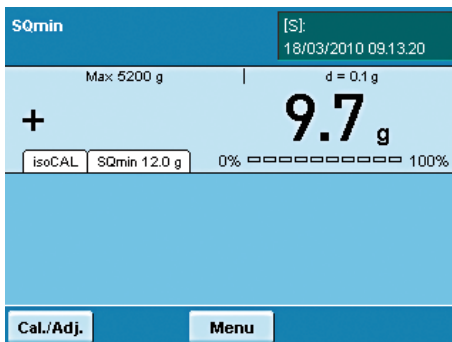 SQmin
[S]:
18/03/2010 09.13.20
Max 5200 g
d = 0.1 g
+ 9.7 g
isoCAL SQmin 12.0 g 0% 100%
Cal./Adj. Menu